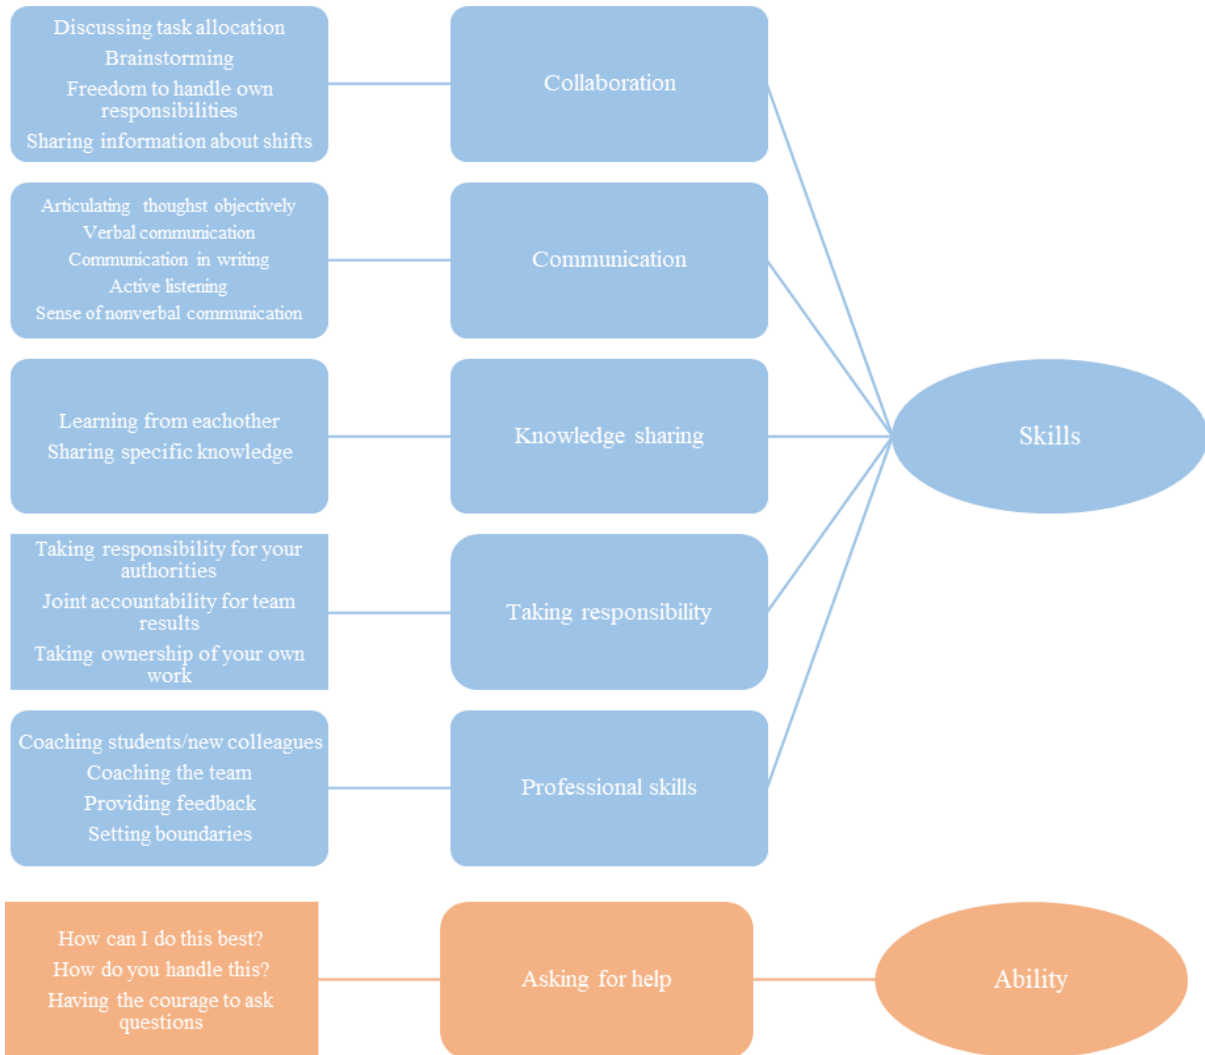 Discussing task allocation
Brainstorming
Freedom to handle own
responsibilities
Sharing information about shifts
Collaboration
Articulating thoughst objectively
Verbal communication
Communication in writing
Active listening
Sense of nonverbal communication
Communication
Learning from eachother
Sharing specific knowledge
Knowledge sharing
Skills
Taking responsibility for your
authorities
Joint accountability for team
results
Taking ownership of your own
work
Taking responsibility
Coaching students/new colleagues
Coaching the team
Providing feedback
Setting boundaries
Professional skills
How can I do this best?
How do you handle this?
Having the courage to ask
questions
Asking for help
Ability